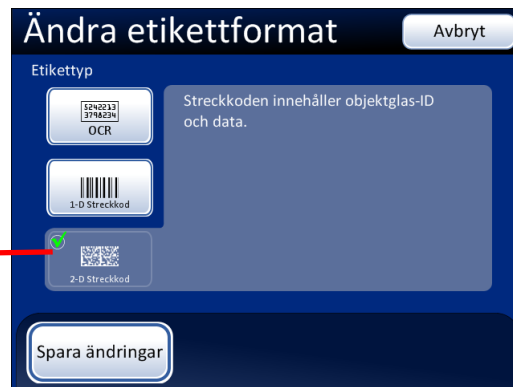 Ändra etikettformat
Avbryt
Etikettyp
5242213
3798234
OCR
Streckkoden innehåller objektglas-ID
och data.
1-D Streckkod
2-D Streckkod
Spara ändringar